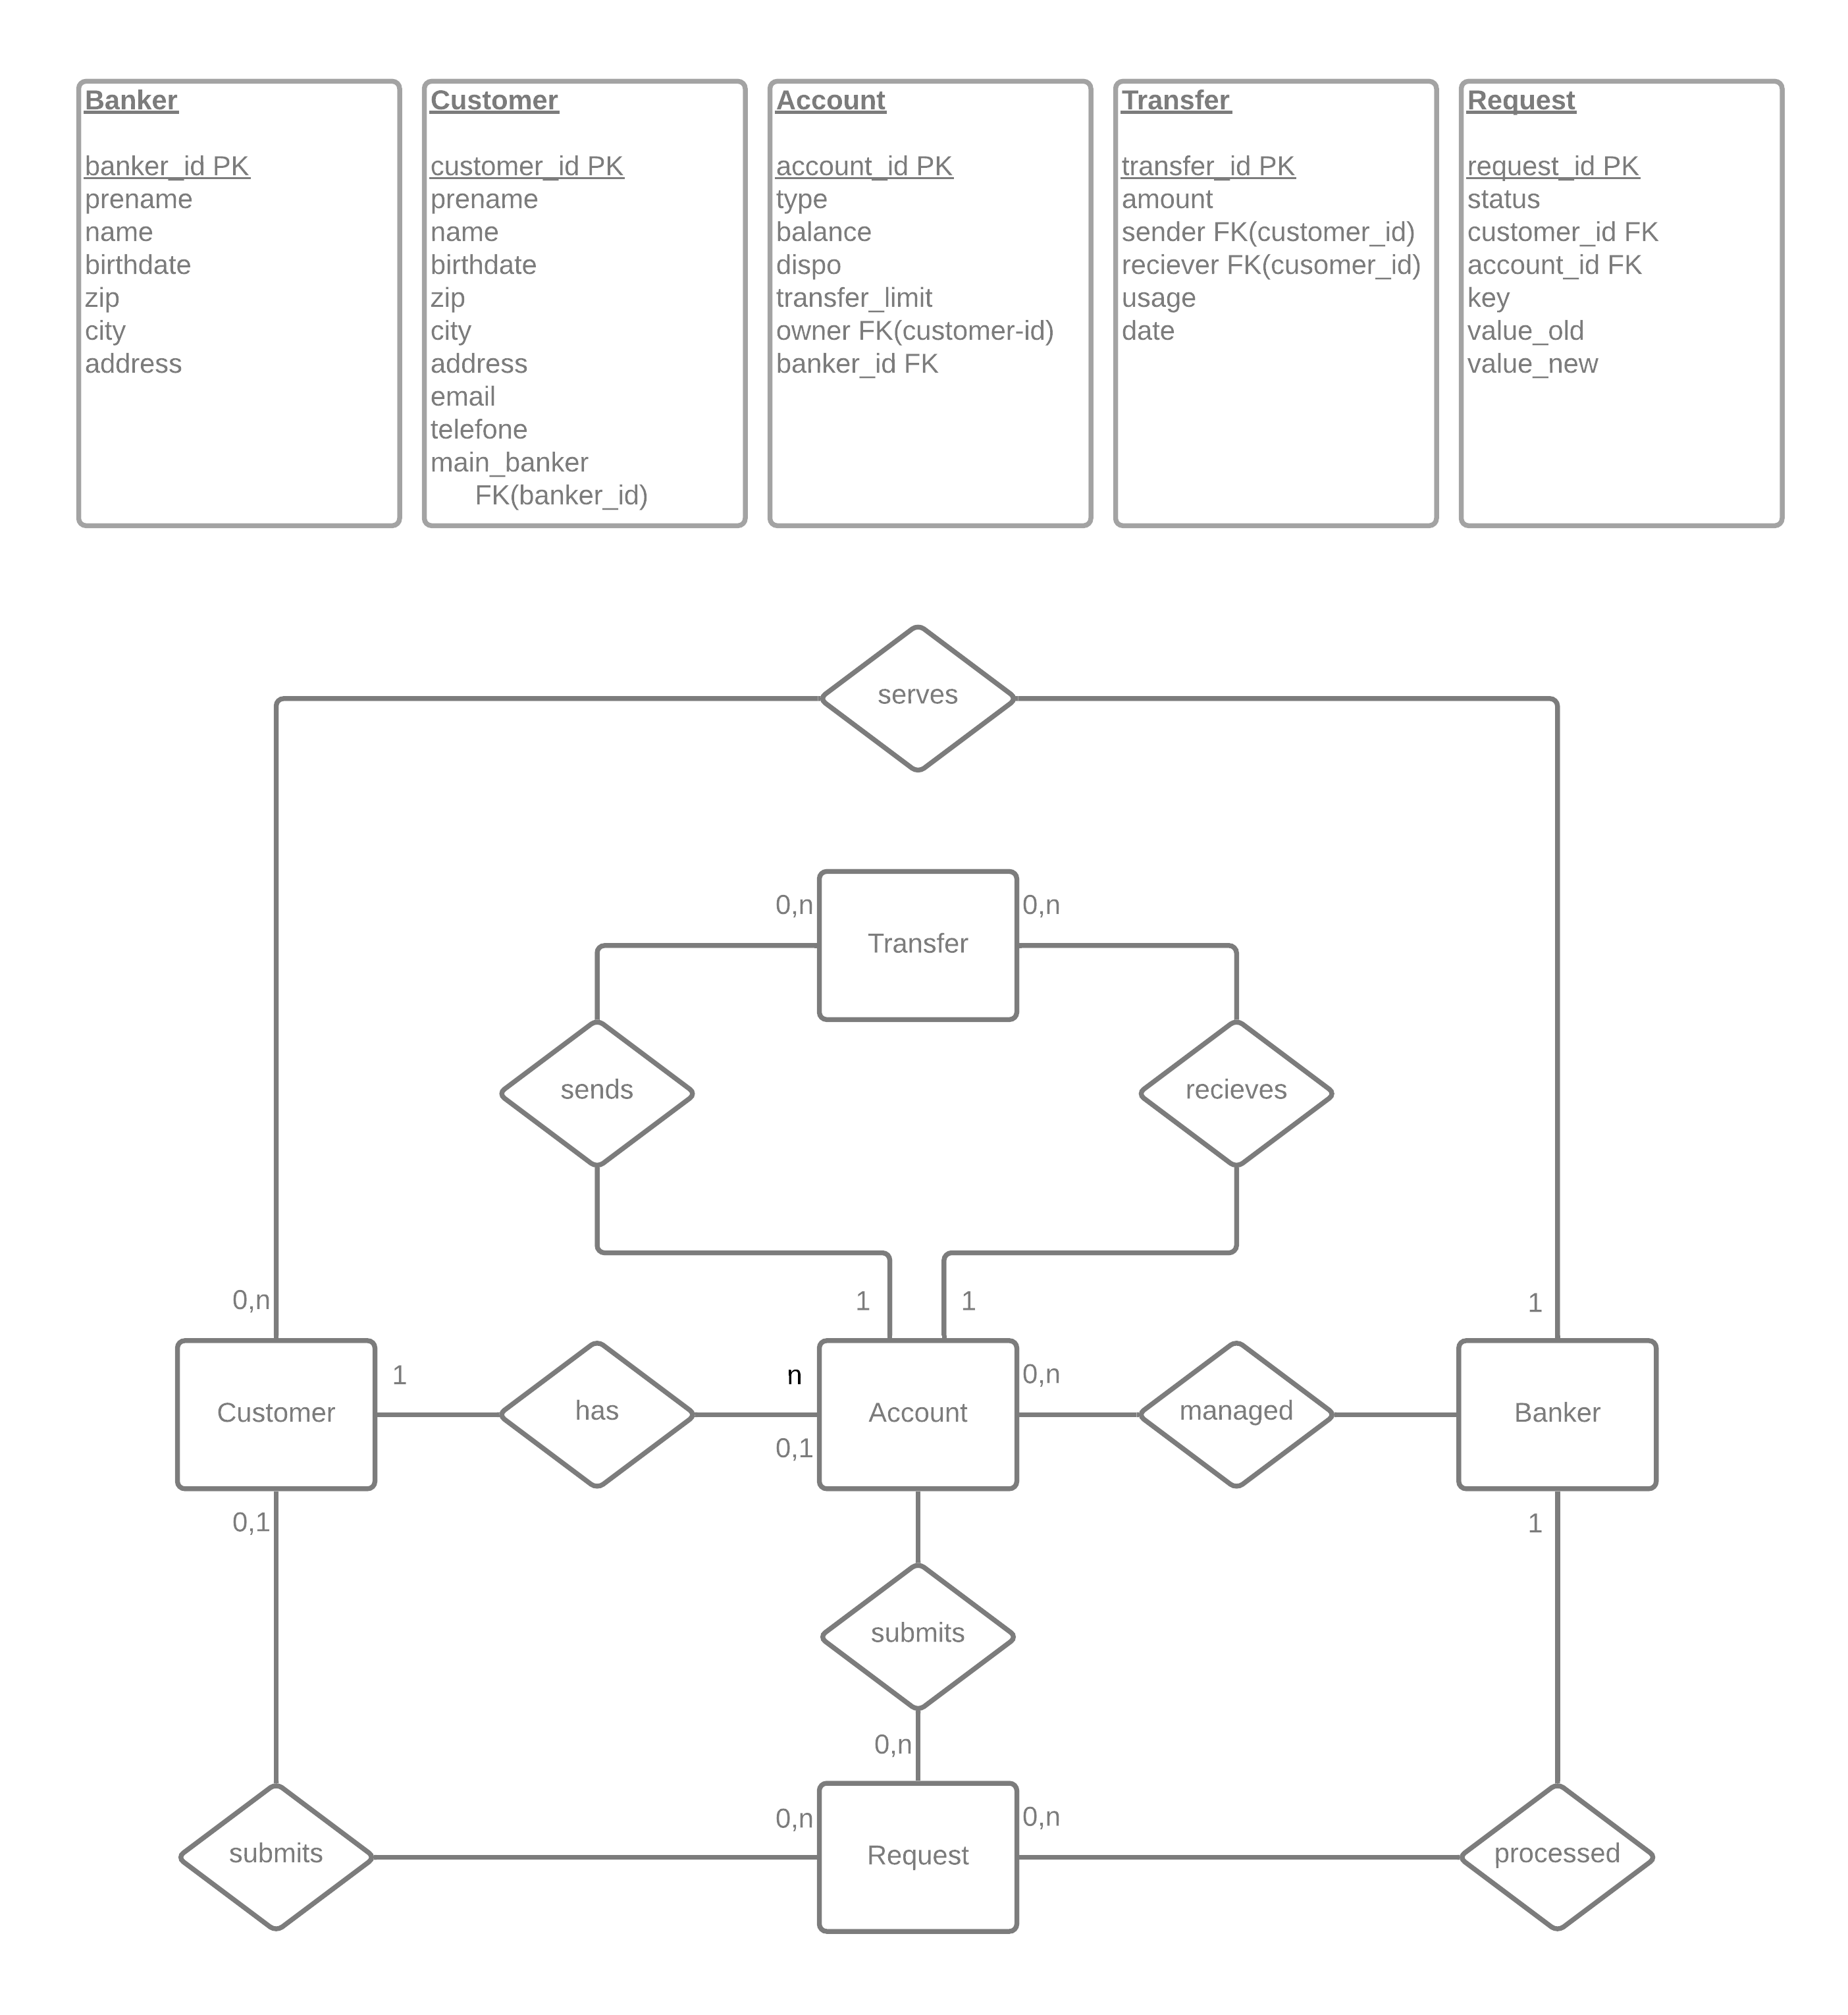 Banker
banker_id PK
prename
name
birthdate
zip
city
address
Customer
customer_id PK
prename
name
birthdate
zip
city
address
email
telefone
main_banker
FK(banker_id)
Account
account_id PK
type
balance
dispo
transfer_limit
owner FK(customer-id)
banker_id FK
Transfer
transfer_id PK
amount
sender FK(customer_id)
reciever FK(cusomer_id)
usage
date
Request
request_id PK
status
customer_id FK
account_id FK
key
value_old
value_new
serves
0,n
0,n
Transfer
sends
recieves
0,n
1
1
1
1
n
0,n
Customer
has
Account
managed
Banker
0,1
0,1
1
submits
0,n
0,n
0,n
submits
Request
processed